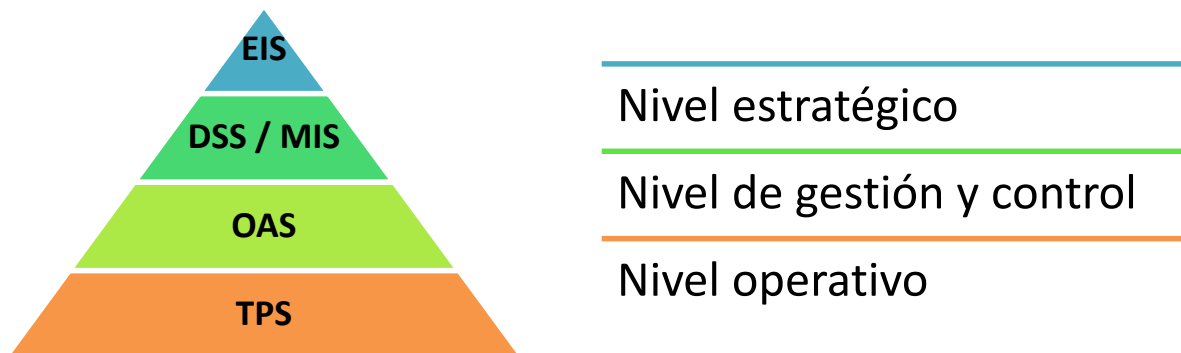 EIS
DSS / MIS
OAS
TPS
Nivel estratégico
Nivel de gestión y control
Nivel operativo